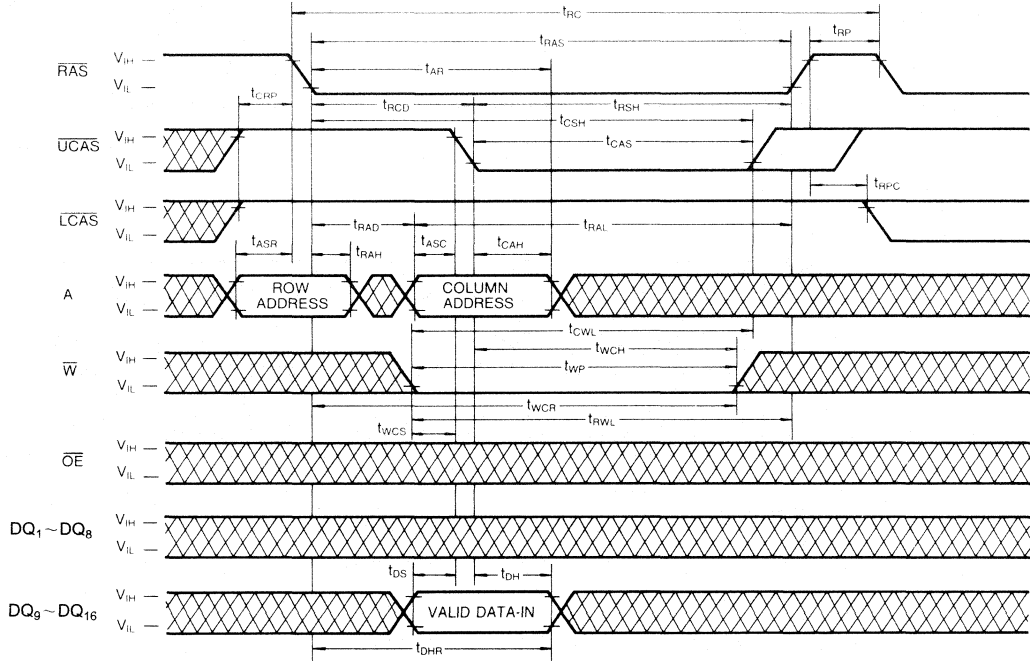 tRC
tRAS
tRP
tAR
RAS
VIH
VIL
tCRP
tRCD
tRSH
tCSH
UCAS
VIH
VIL
tCAS
tRPC
LCAS
VIH
VIL
tRAD
tRAL
tASR
tRAH
tASC
tCAH
A
VIH
VIL
ROW ADDRESS
COLUMN ADDRESS
tCWL
tWCH
W
VIH
VIL
tWP
tWCR
tRWL
tWCS
OE
VIH
VIL
DQ1~DQ8
VIH
VIL
tDS
tDH
DQ9~DQ16
VIH
VIL
VALID DATA-IN
tDHR